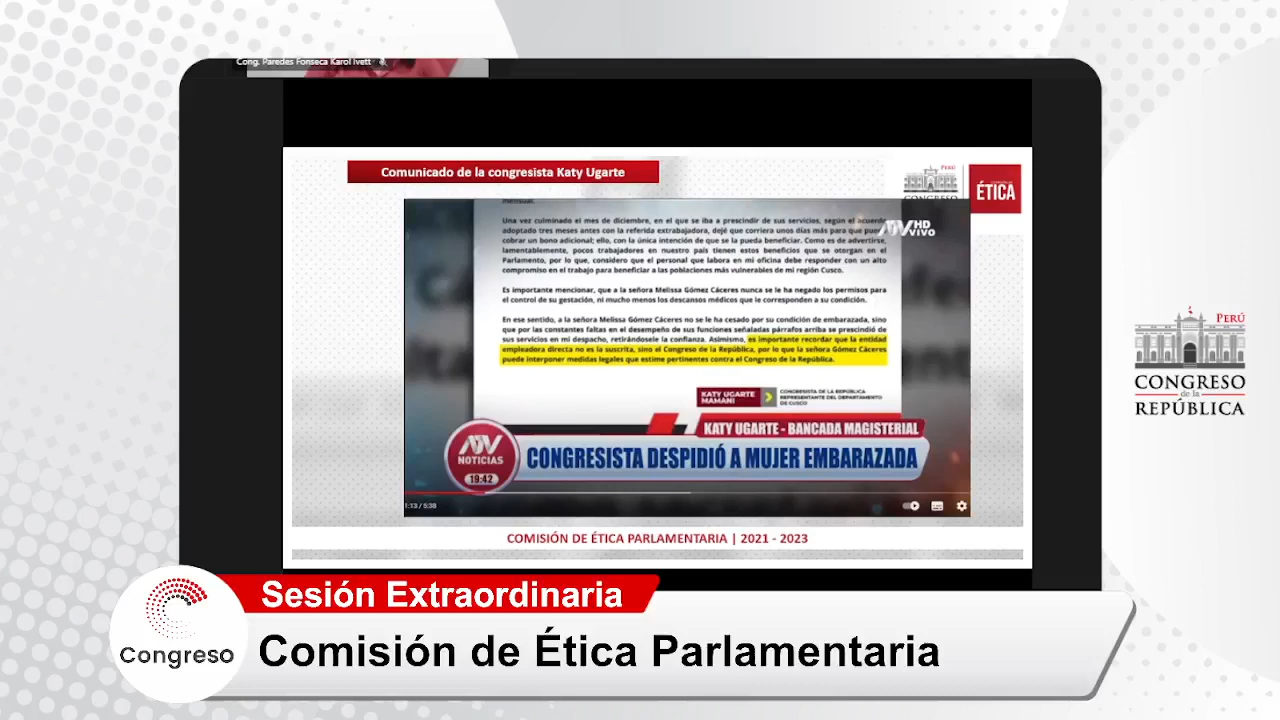 Cong. Paredes Fonseca Karol Ivett
Comunicado de la congresista Katy Ugarte
PERÚ
CONGRESO
ÉTICA
mensual.
Una vez culminado el mes de diciembre, en el que se iba a prescindir de sus servicios, según el acuerdo
adoptado tres meses antes con la referida extrabajadora, dejé que corriera unos días más para que
cobrar un bono adicional; ello, con la única intención de que se la pueda beneficiar. Como es de advertirse,
lamentablemente, pocos trabajadores en nuestro país tienen estos beneficios que se otorgan en el
Parlamento, por lo que, considero que el personal que labora en mi oficina debe responder con un alto
compromiso en el trabajo para beneficiar a las poblaciones más vulnerables de mi región Cusco.
ATV HD
VIVO
Es importante mencionar, que a la señora Melissa Gómez Cáceres nunca se le ha negado los permisos para
el control de su gestación, ni mucho menos los descansos médicos que le corresponden a su condición.
En ese sentido, a la señora Melissa Gómez Cáceres no se le ha cesado por su condición de embarazada, sino
que por las constantes faltas en el desempeño de sus funciones señaladas párrafos arriba se prescindió de
sus servicios en mi despacho, retirándosele la confianza. Asimismo, es importante recordar que la entidad
empleadora directa no es la suscrita, sino el Congreso de la República, por lo que la señora Gómez Cáceres
puede interponer medidas legales que estime pertinentes contra el Congreso de la República.
KATY UGARTE
MAMANI
CONGRESISTA DE LA REPÚBLICA
REPRESENTANTE DEL DEPARTAMENTO
DE CUSCO
KATY UGARTE - BANCADA MAGISTERIAL
ATV
NOTICIAS
19:42
CONGRESISTA DESPIDIÓ A MUJER EMBARAZADA
1:13 / 5:38
COMISIÓN DE ÉTICA PARLAMENTARIA | 2021 - 2023
PERÚ
CONGRESO
de la
REPÚBLICA
Congreso
Sesión Extraordinaria
Comisión de Ética Parlamentaria